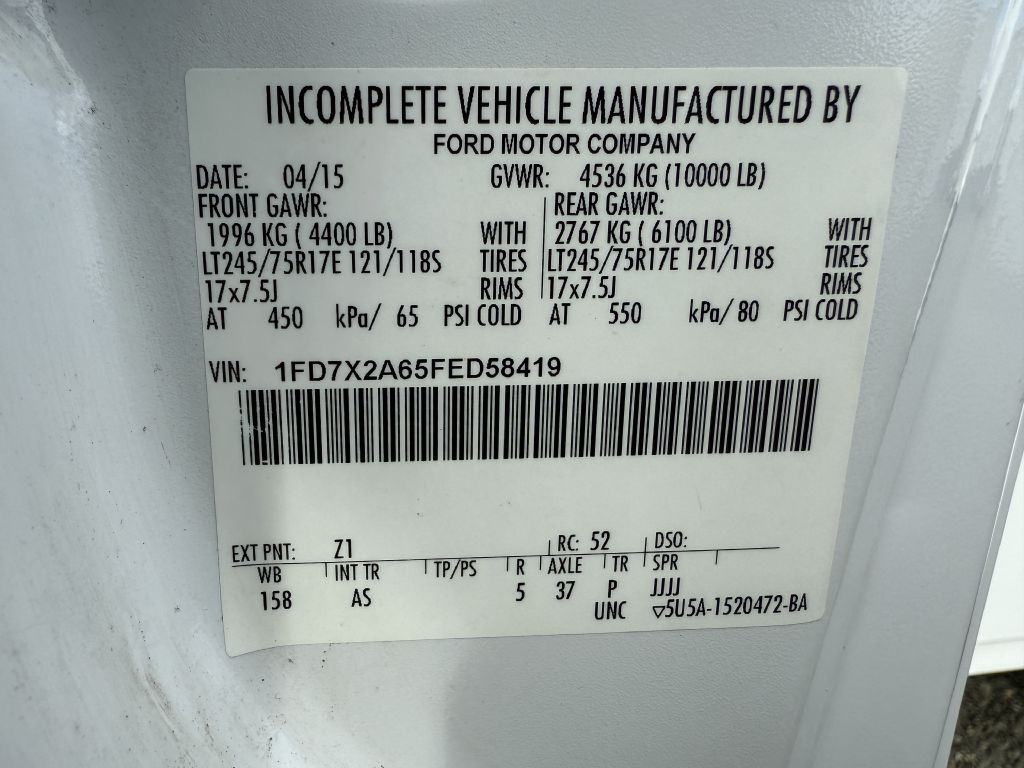 INCOMPLETE VEHICLE MANUFACTURED BY
FORD MOTOR COMPANY
DATE: 04/15 GVWR: 4536 KG (10000 LB)
FRONT GAWR: REAR GAWR:
1996 KG ( 4400 LB) WITH 2767 KG ( 6100 LB) WITH
LT245/75R17E 121/118S TIRES LT245/75R17E 121/118S TIRES
17x7.5J RIMS 17x7.5J RIMS
AT 450 kPa/ 65 PSI COLD AT 550 kPa/ 80 PSI COLD
VIN: 1FD7X2A65FED58419
EXT PNT: Z1 RC: 52 DSO:
WB INT TR TP/PS R AXLE TR SPR
158 AS 5 37 P JJJJ
UNC ▽5U5A-1520472-BA